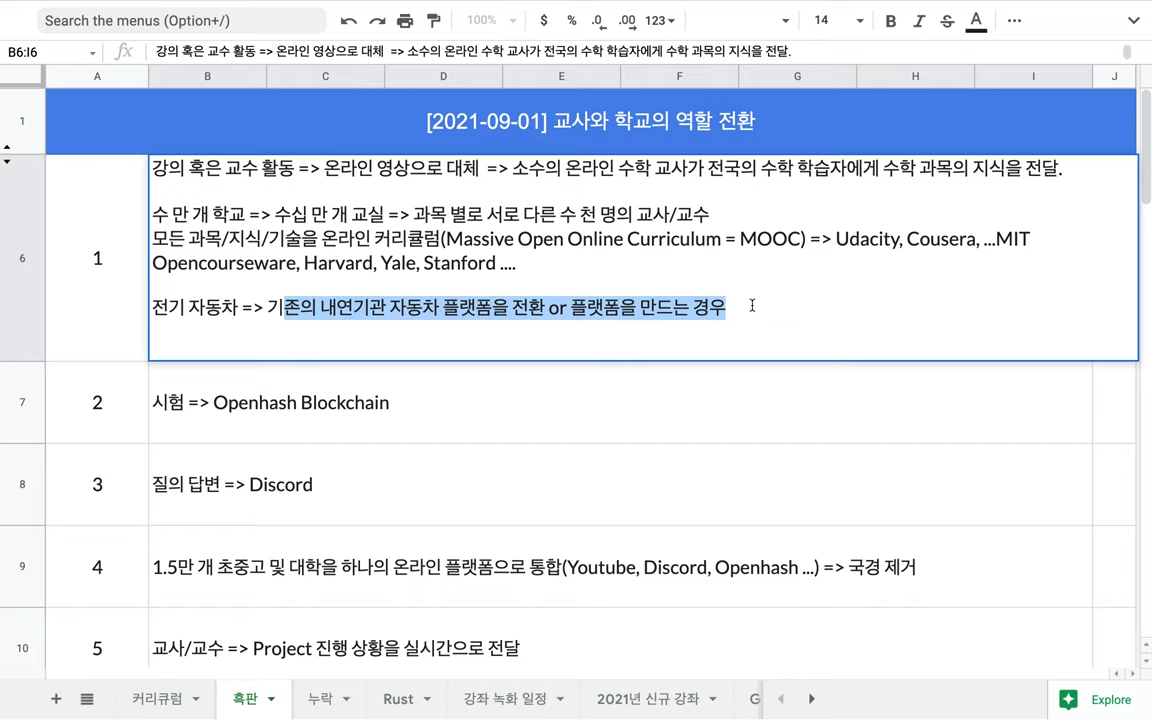 Search the menus (Option+/)
100%
$ % .0 .00 123
14
B I S A
B6:I6
fx
강의 혹은 교수 활동 => 온라인 영상으로 대체 => 소수의 온라인 수학 교사가 전국의 수학 학습자에게 수학 과목의 지식을 전달.
A B C D E F G H I J
1
[2021-09-01] 교사와 학교의 역할 전환
강의 혹은 교수 활동 => 온라인 영상으로 대체 => 소수의 온라인 수학 교사가 전국의 수학 학습자에게 수학 과목의 지식을 전달.
수 만 개 학교 => 수십 만 개 교실 => 과목 별로 서로 다른 수 천 명의 교사/교수
모든 과목/지식/기술을 온라인 커리큘럼(Massive Open Online Curriculum = MOOC) => Udacity, Cousera, ...MIT
Opencourseware, Harvard, Yale, Stanford ....
6 1
전기 자동차 => 기존의 내연기관 자동차 플랫폼을 전환 or 플랫폼을 만드는 경우
7 2 시험 => Openhash Blockchain
8 3 질의 답변 => Discord
9 4 1.5만 개 초중고 및 대학을 하나의 온라인 플랫폼으로 통합(Youtube, Discord, Openhash ...) => 국경 제거
10 5 교사/교수 => Project 진행 상황을 실시간으로 전달
커리큘럼 흑판 누락 Rust 강좌 녹화 일정 2021년 신규 강좌 G Explore